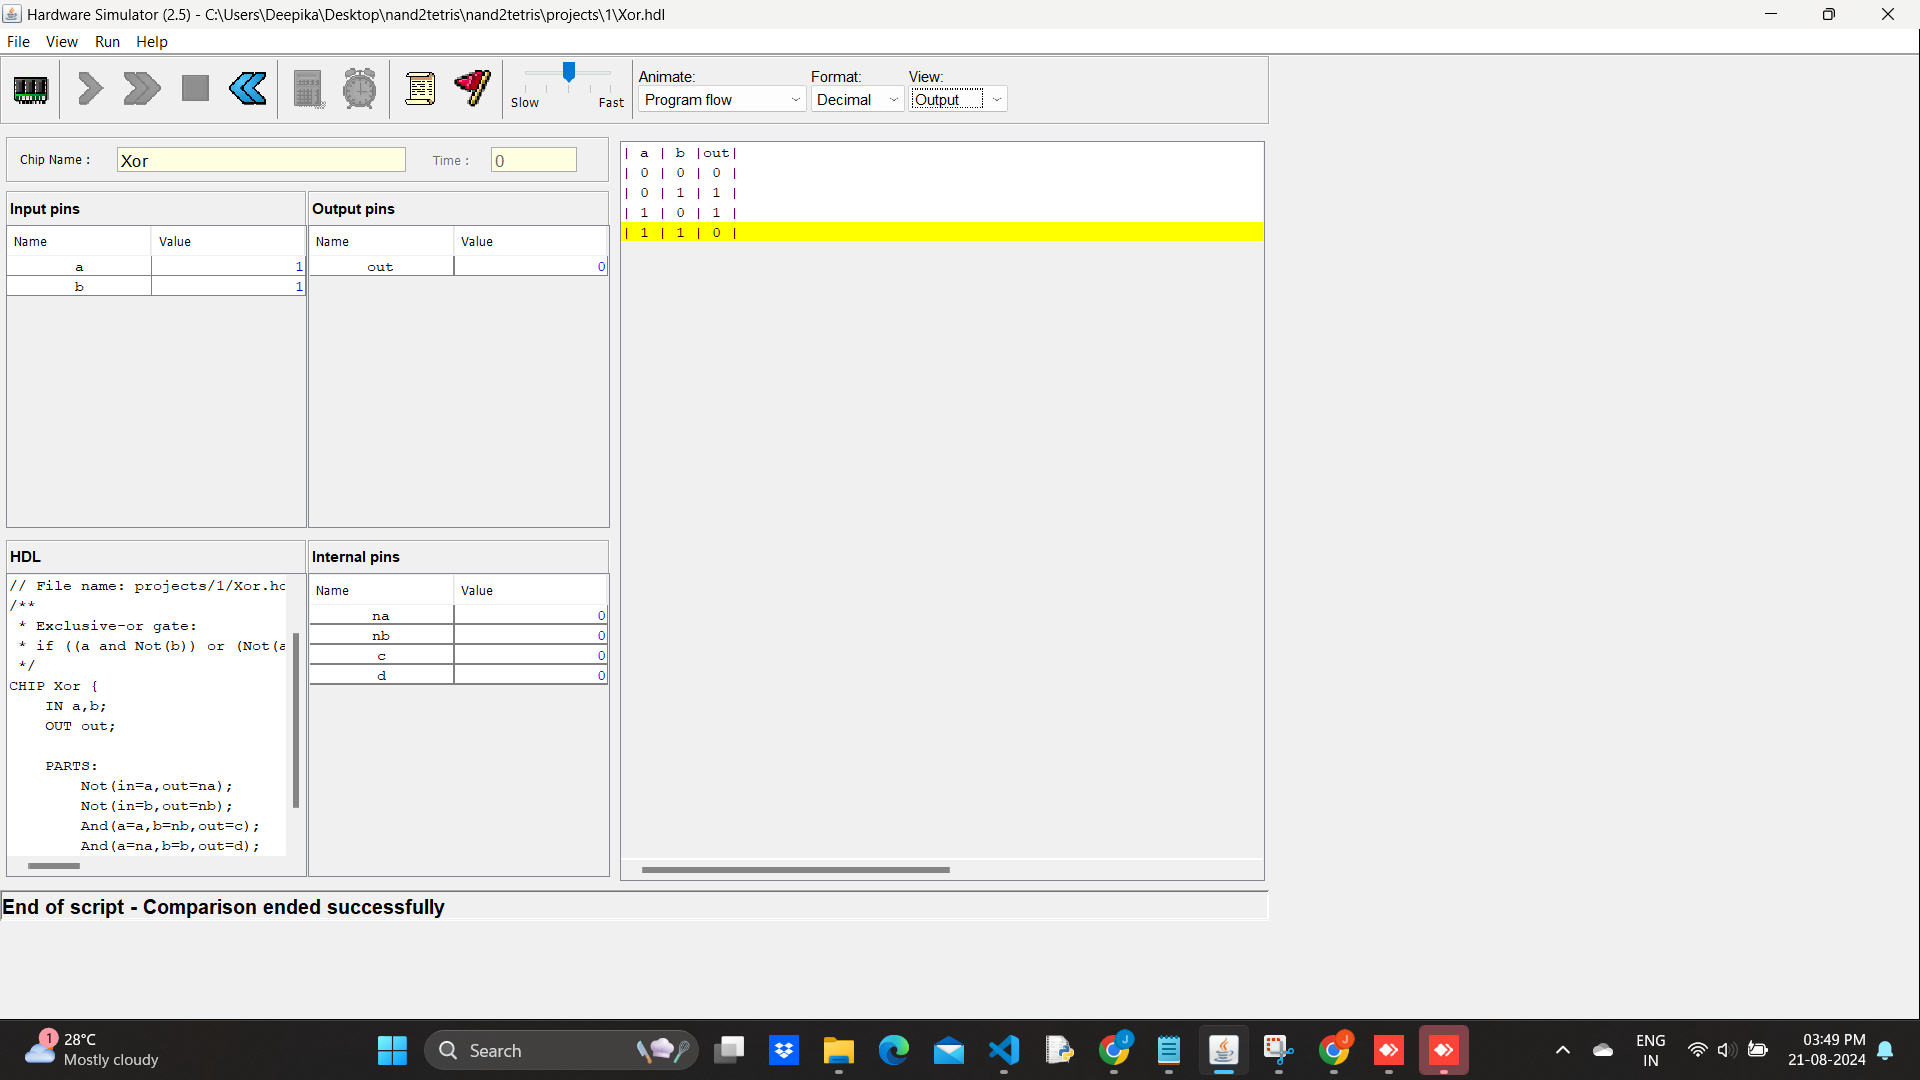 Hardware Simulator (2.5) - C:\Users\Deepika\Desktop\nand2tetris\nand2tetris\projects\1\Xor.hdl
File View Run Help
Slow Fast
Animate: Format: View:
Program flow Decimal Output
Chip Name : Xor Time : 0
Input pins
Name Value
a 1
b 1
Output pins
Name Value
out 0
| a | b |out|
| 0 | 0 | 0 |
| 0 | 1 | 1 |
| 1 | 0 | 1 |
| 1 | 1 | 0 |
HDL
// File name: projects/1/Xor.hd
/**
* Exclusive-or gate:
* if ((a and Not(b)) or (Not(a
*/
CHIP Xor {
IN a,b;
OUT out;
PARTS:
Not(in=a,out=na);
Not(in=b,out=nb);
And(a=a,b=nb,out=c);
And(a=na,b=b,out=d);
Internal pins
Name Value
na 0
nb 0
c 0
d 0
End of script - Comparison ended successfully
1
28°C
Mostly cloudy
Search
J
J
ENG
IN
03:49 PM
21-08-2024